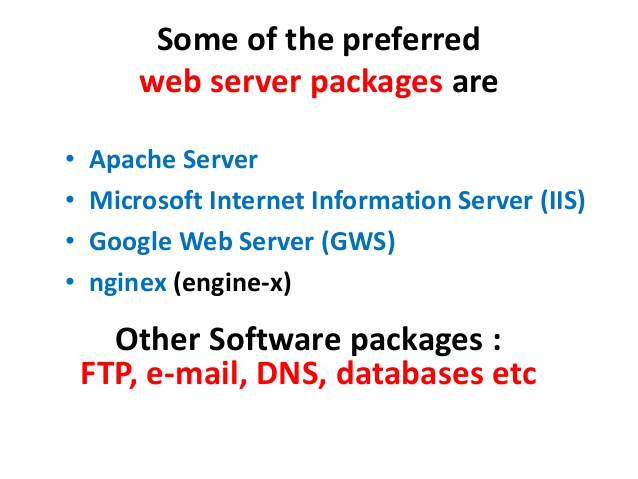 Some of the preferred
web server packages are
• Apache Server
• Microsoft Internet Information Server (IIS)
• Google Web Server (GWS)
• nginex (engine-x)
Other Software packages :
FTP, e-mail, DNS, databases etc